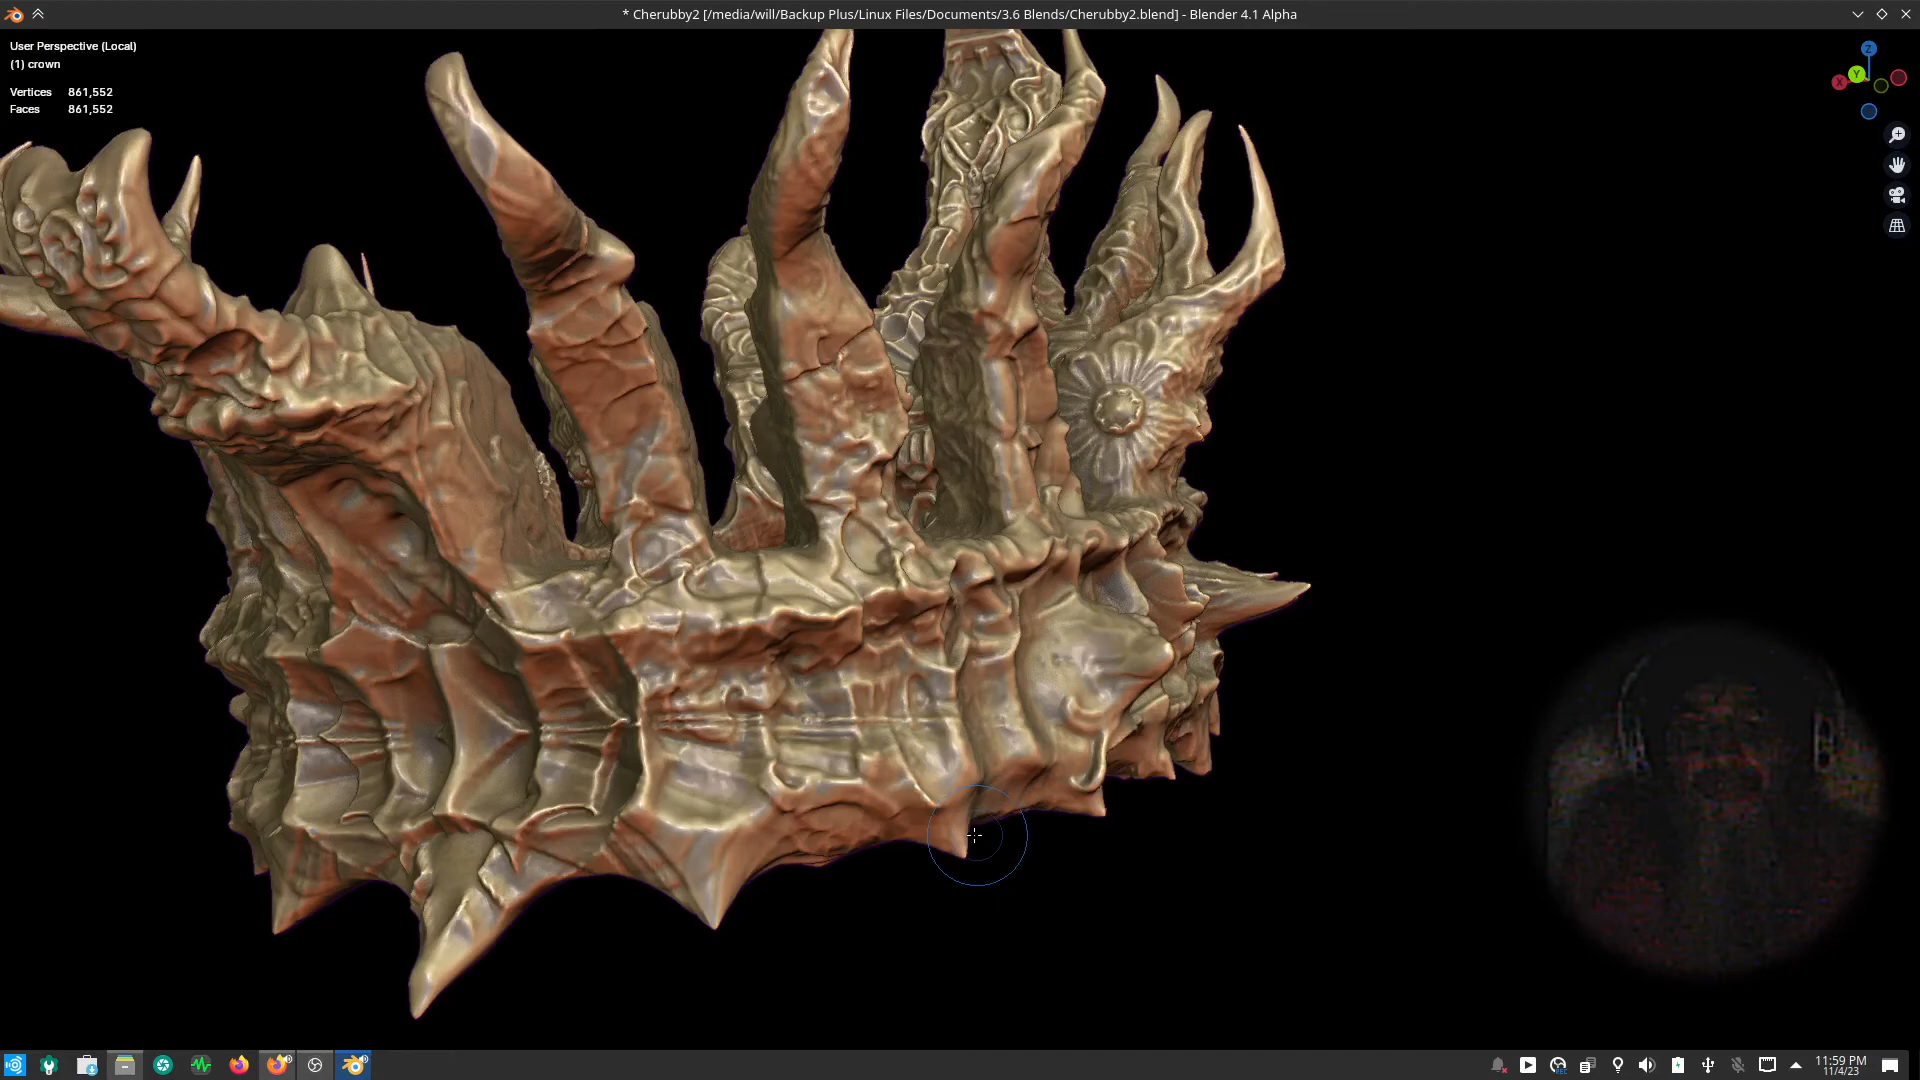 * Cherubby2 [/media/will/Backup Plus/Linux Files/Documents/3.6 Blends/Cherubby2.blend] - Blender 4.1 Alpha
User Perspective (Local)
(1) crown
Vertices 861,552
Faces 861,552
Z
Y
X
REC
11:59 PM
11/4/23